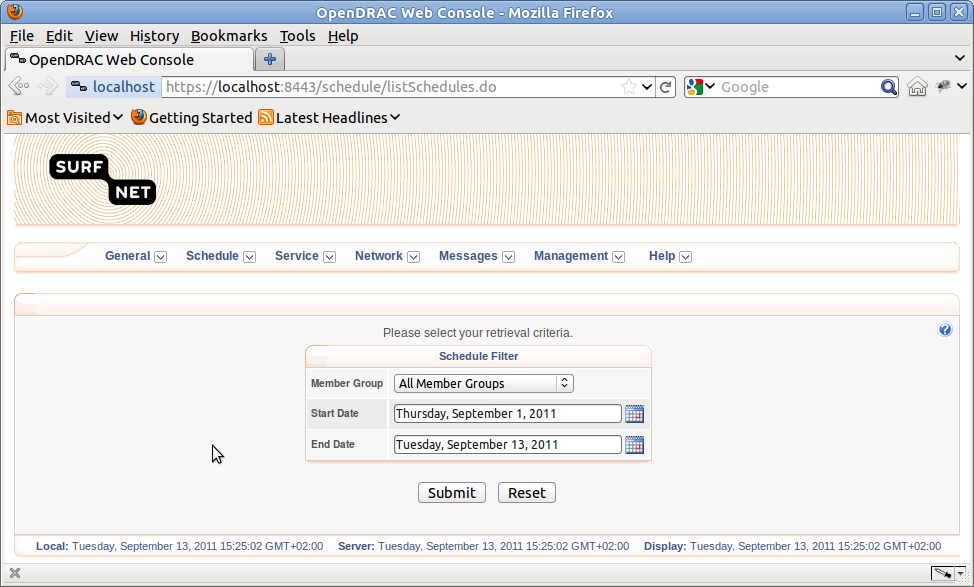 OpenDRAC Web Console - Mozilla Firefox
File Edit View History Bookmarks Tools Help
OpenDRAC Web Console
localhost https://localhost:8443/schedule/listSchedules.do Google
Most Visited Getting Started Latest Headlines
SURF
NET
General Schedule Service Network Messages Management Help
Please select your retrieval criteria.
Schedule Filter
Member Group All Member Groups
Start Date Thursday, September 1, 2011
End Date Tuesday, September 13, 2011
Submit Reset
Local: Tuesday, September 13, 2011 15:25:02 GMT+02:00 Server: Tuesday, September 13, 2011 15:25:02 GMT+02:00 Display: Tuesday, September 13, 2011 15:25:02 GMT+02:00